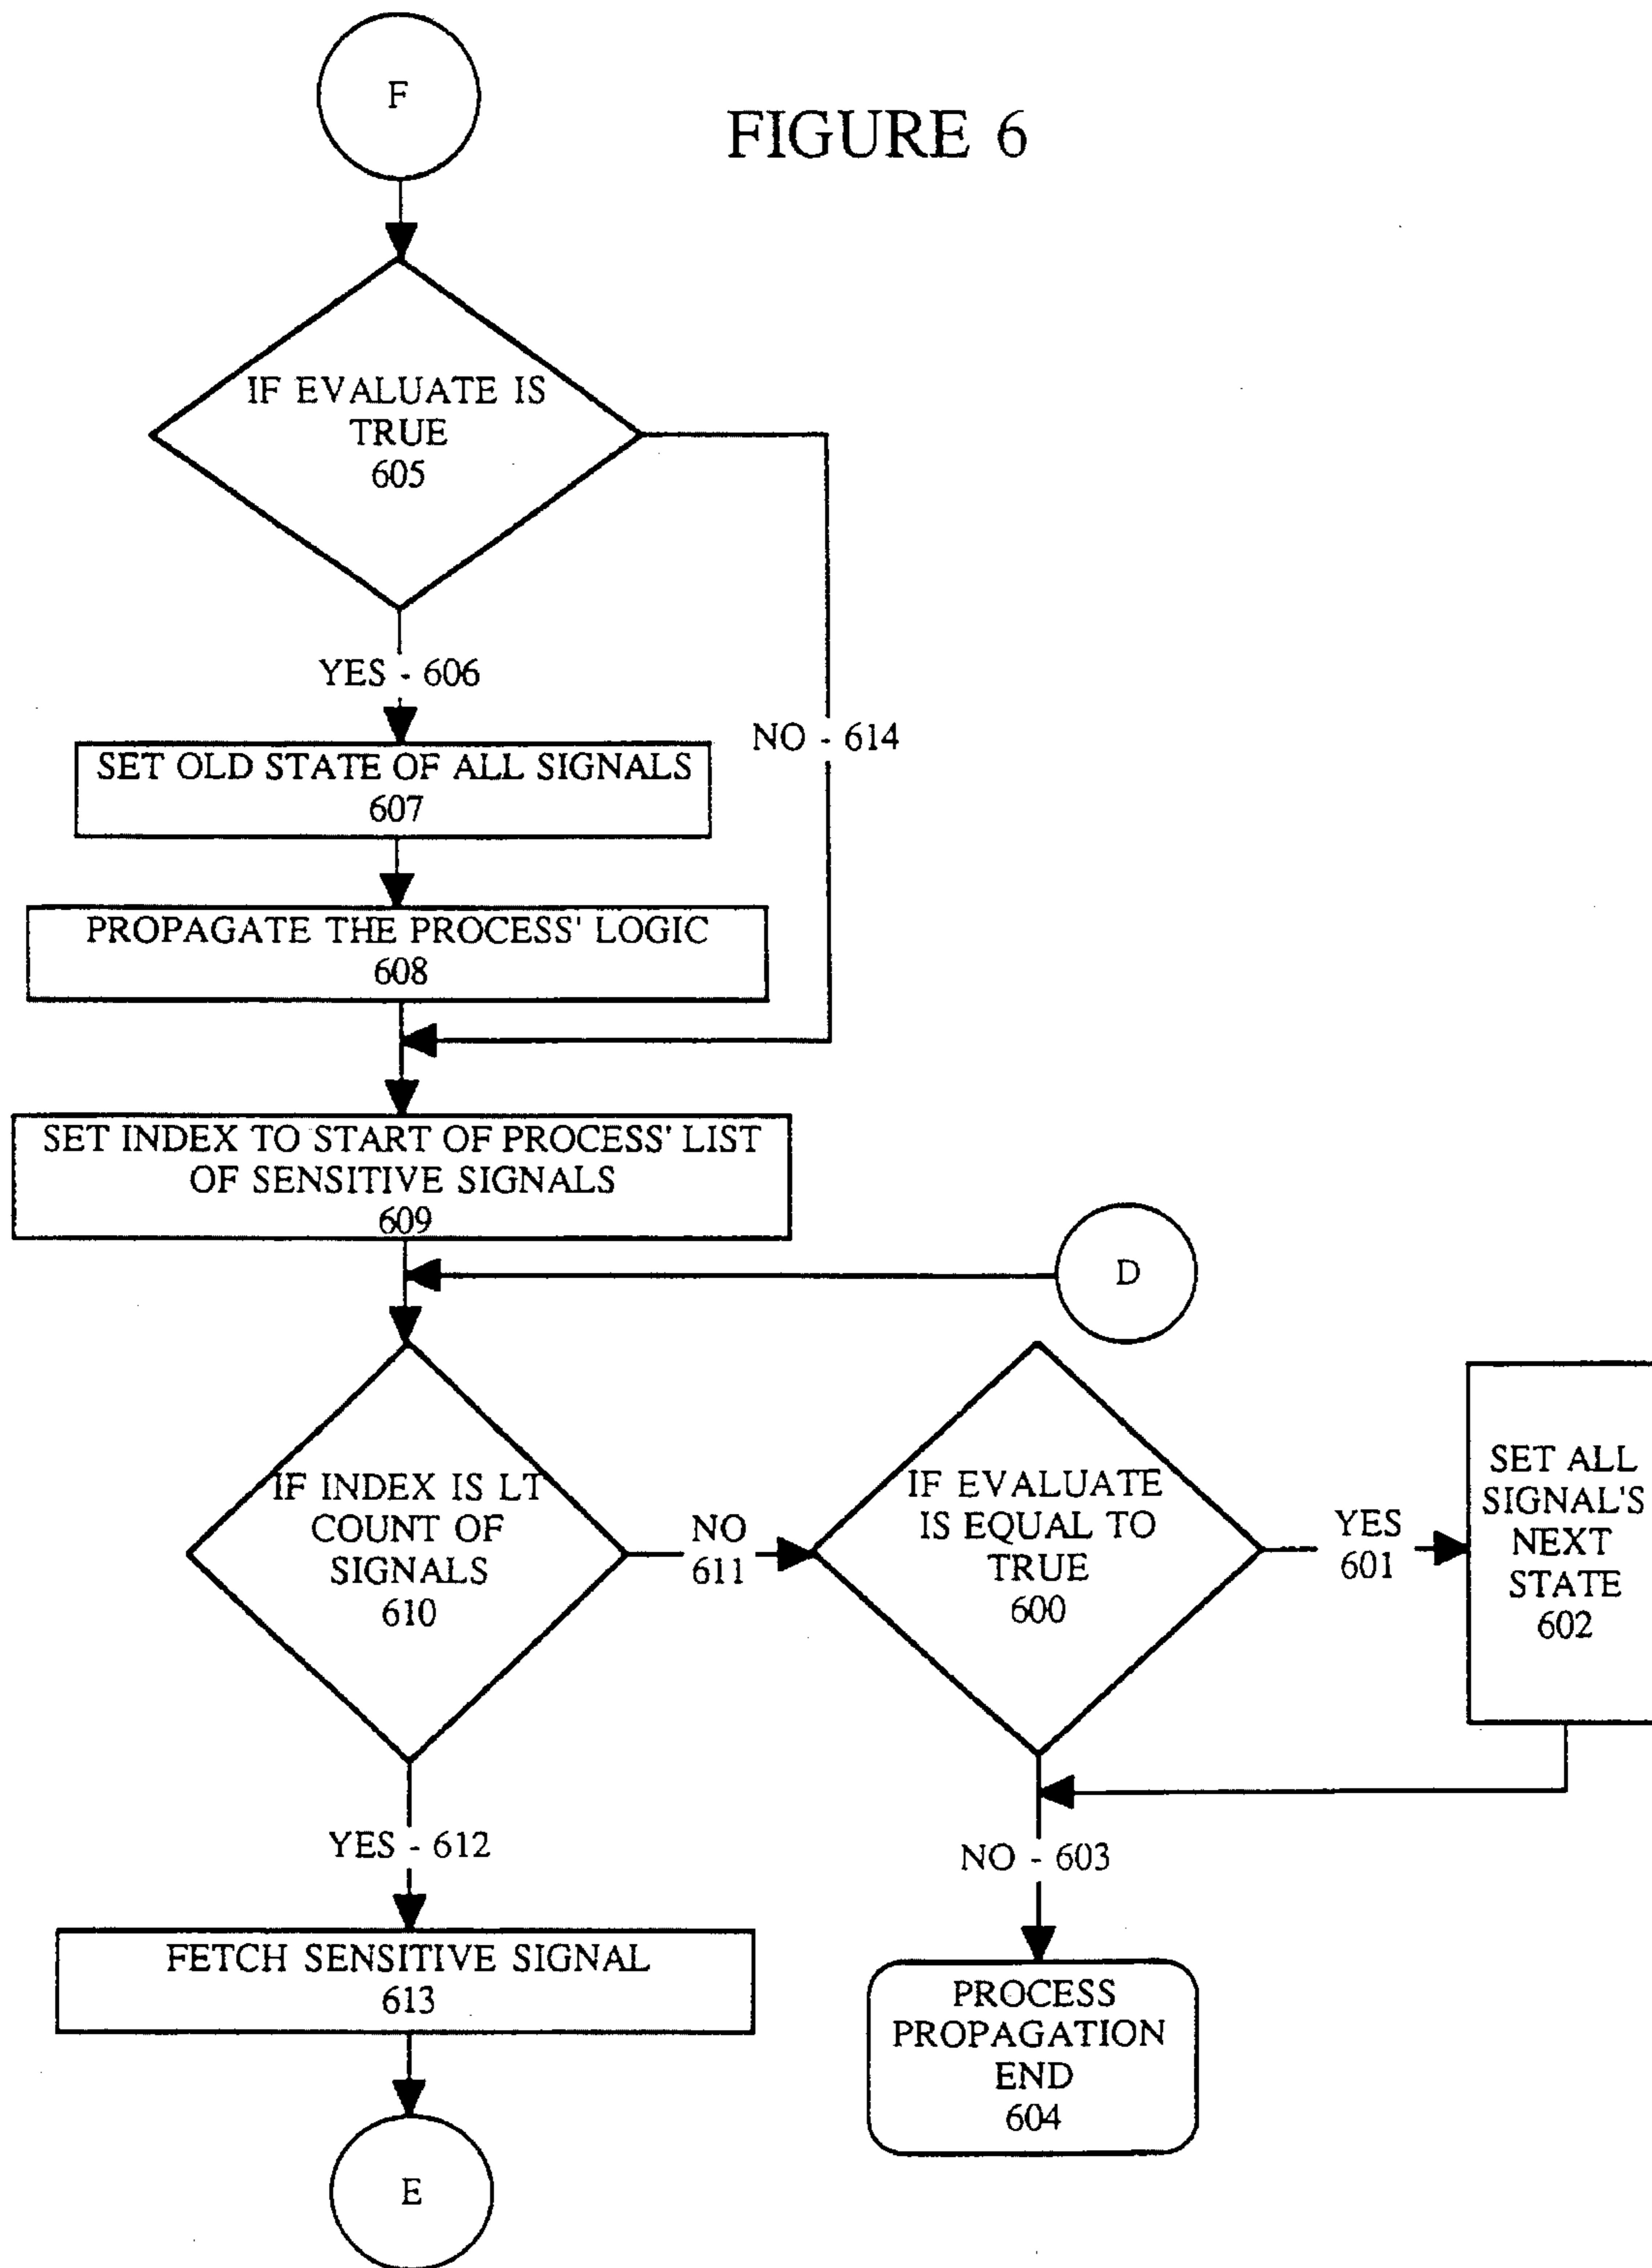 F
FIGURE 6
IF EVALUATE IS
TRUE
605
YES - 606
NO - 614
SET OLD STATE OF ALL SIGNALS
607
PROPAGATE THE PROCESS' LOGIC
608
SET INDEX TO START OF PROCESS' LIST
OF SENSITIVE SIGNALS
609
D
IF INDEX IS LT
COUNT OF
SIGNALS
610
NO
611
IF EVALUATE
IS EQUAL TO
TRUE
600
YES
601
SET ALL
SIGNAL'S
NEXT
STATE
602
YES - 612
NO - 603
FETCH SENSITIVE SIGNAL
613
PROCESS
PROPAGATION
END
604
E